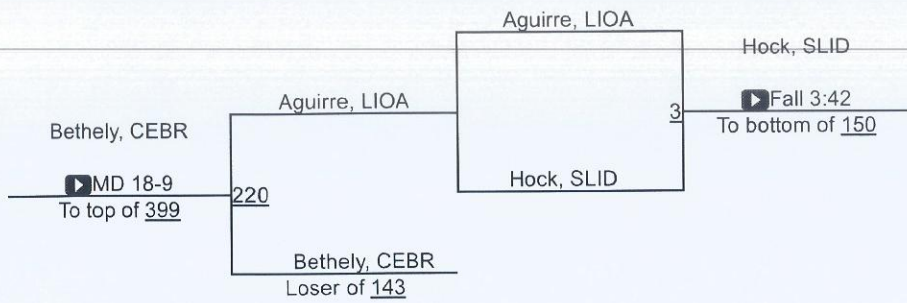 Aguirre, LIOA
Hock, SLID
Aguirre, LIOA
Fall 3:42
3
To bottom of 150
Bethely, CEBR
MD 18-9
Hock, SLID
220
To top of 399
Bethely, CEBR
Loser of 143